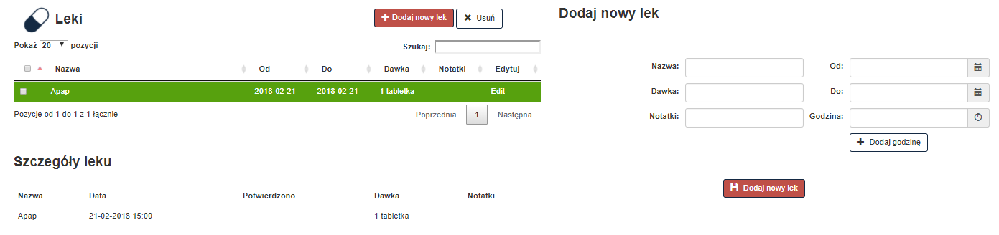 Leki
Dodaj nowy lek
Usuń
Pokaż 20 pozycji
Szukaj:
Nazwa Od Do Dawka Notatki Edytuj
Apap 2018-02-21 2018-02-21 1 tabletka Edit
Pozycje od 1 do 1 z 1 łącznie
Poprzednia 1 Następna
Szczegóły leku
Nazwa Data Potwierdzono Dawka Notatki
Apap 21-02-2018 15:00 1 tabletka
Dodaj nowy lek
Nazwa: Od:
Dawka: Do:
Notatki: Godzina:
Dodaj godzinę
Dodaj nowy lek